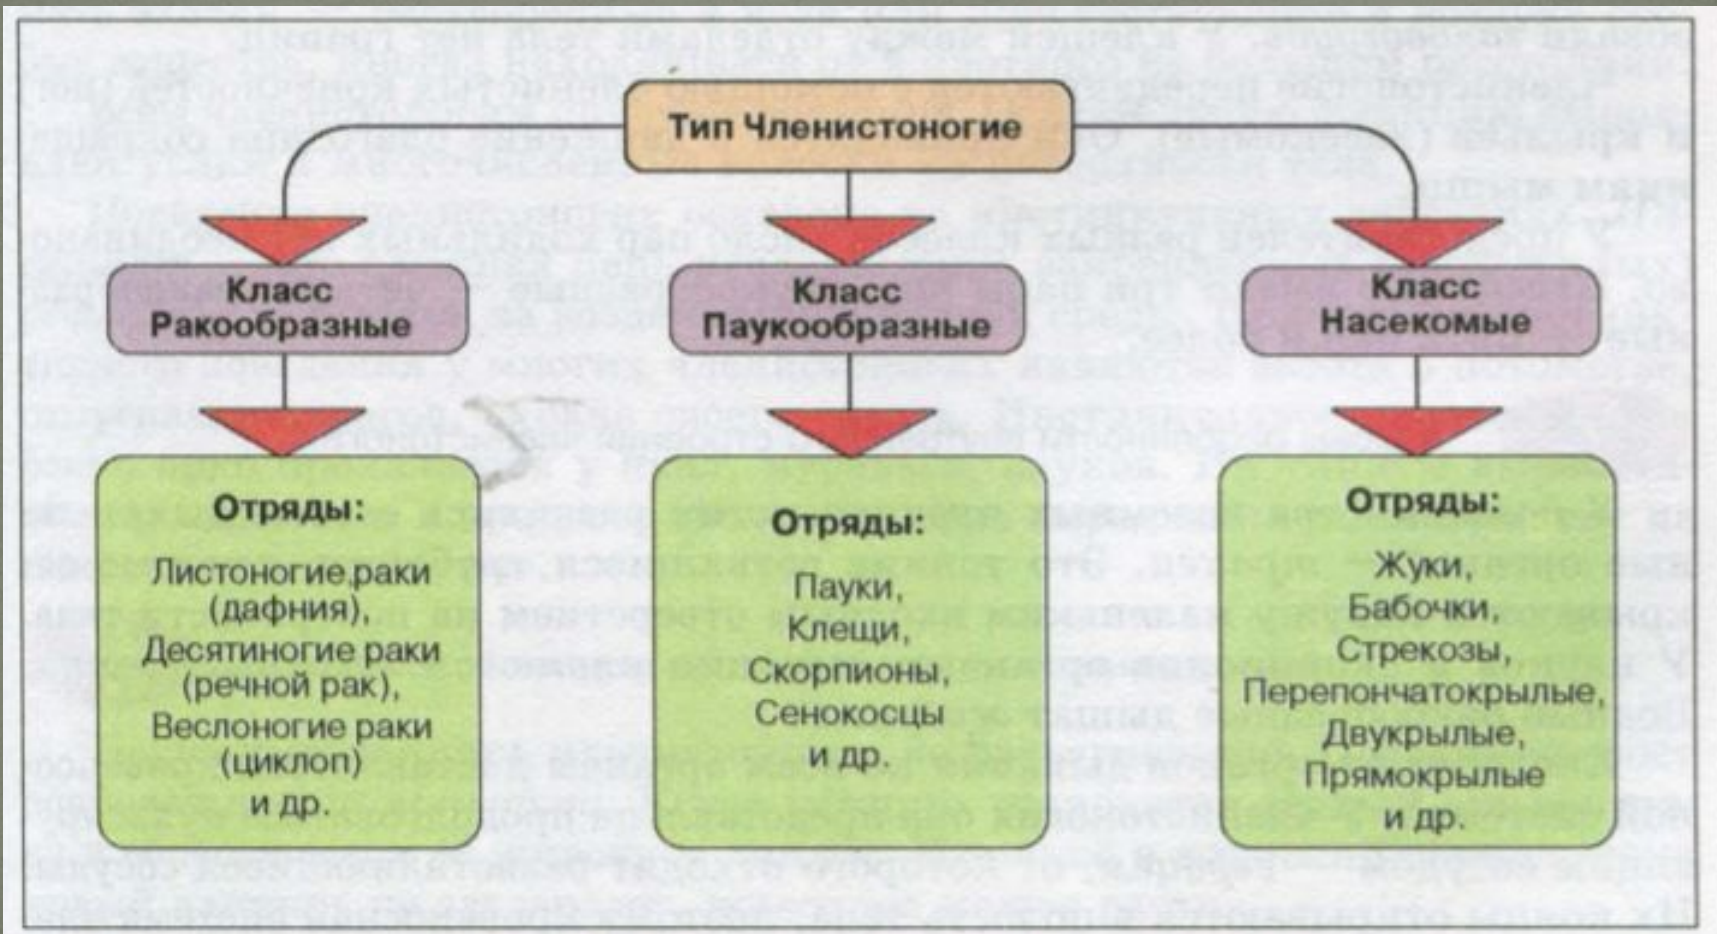 Тип Членистоногие
Класс
Ракообразные
Класс
Паукообразные
Класс
Насекомые
Отряды:
Листоногие раки
(дафния),
Десятиногие раки
(речной рак),
Веслоногие раки
(циклоп)
и др.
Отряды:
Пауки,
Клещи,
Скорпионы,
Сенокосцы
и др.
Отряды:
Жуки,
Бабочки,
Стрекозы,
Перепончатокрылые,
Двукрылые,
Прямокрылые
и др.